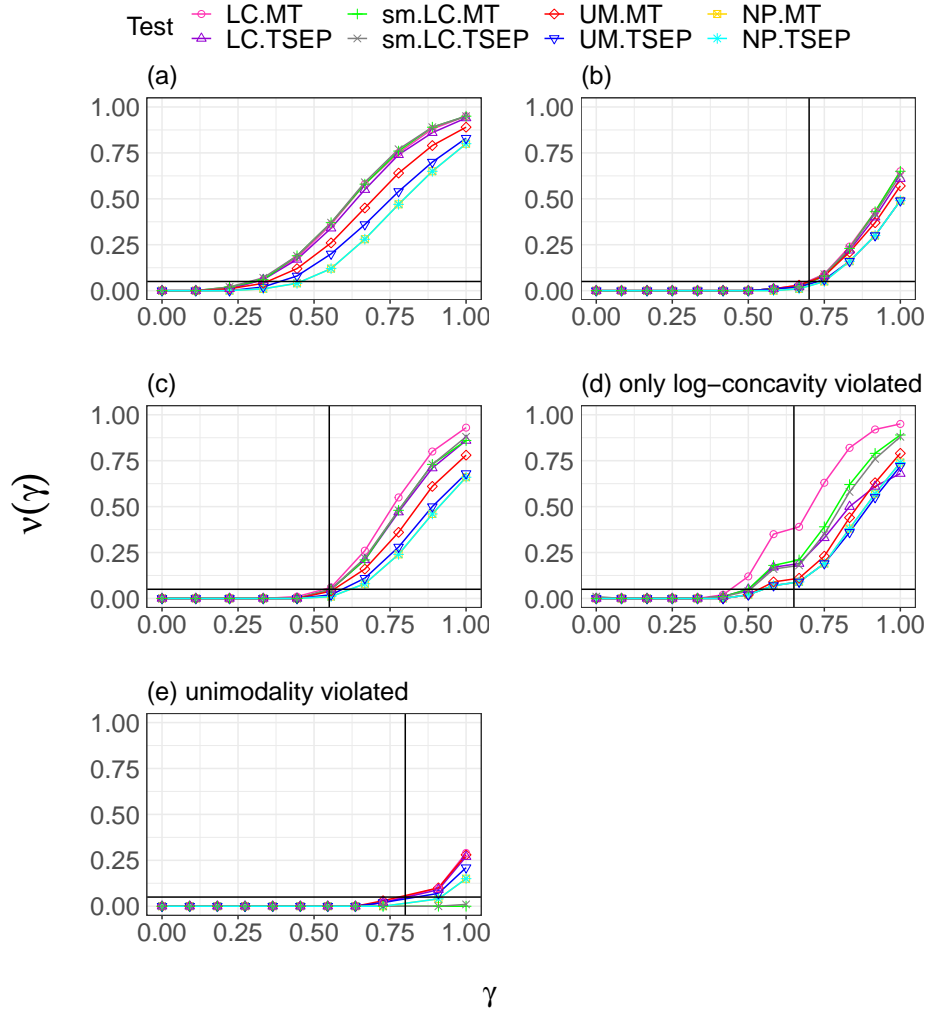 Test LC.MT sm.LC.MT UM.MT NP.MT
LC.TSEP sm.LC.TSEP UM.TSEP NP.TSEP
(a) (b)
1.00 1.00
0.75 0.75
0.50 0.50
0.25 0.25
0.00 0.00
0.00 0.25 0.50 0.75 1.00 0.00 0.25 0.50 0.75 1.00
(c) (d) only log−concavity violated
1.00 1.00
0.75 0.75
0.50 0.50
0.25 0.25
0.00 0.00
0.00 0.25 0.50 0.75 1.00 0.00 0.25 0.50 0.75 1.00
ν(γ)
(e) unimodality violated
1.00
0.75
0.50
0.25
0.00
0.00 0.25 0.50 0.75 1.00
γ